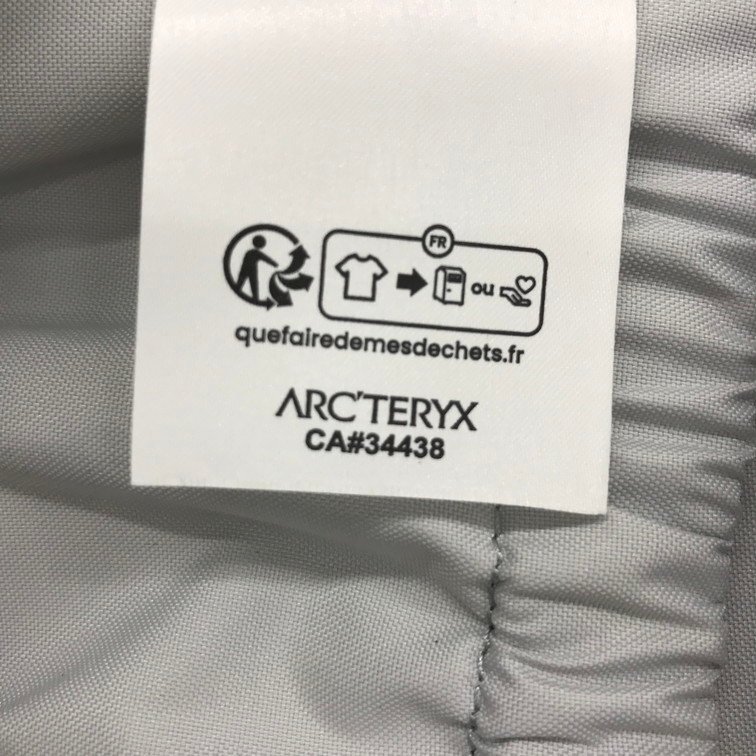 FR
ou
quefairedemesdechets.fr
ARC'TERYX
CA#34438